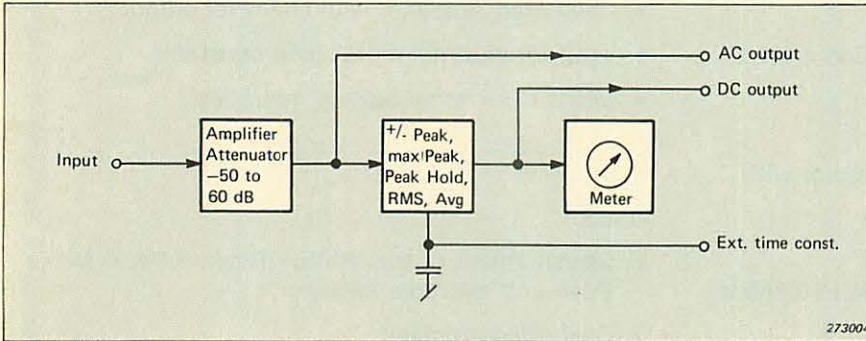 AC output
DC output
Input
Amplifier
Attenuator
–50 to
60 dB
+/- Peak,
max Peak,
Peak Hold,
RMS, Avg
Meter
Ext. time const.
273004